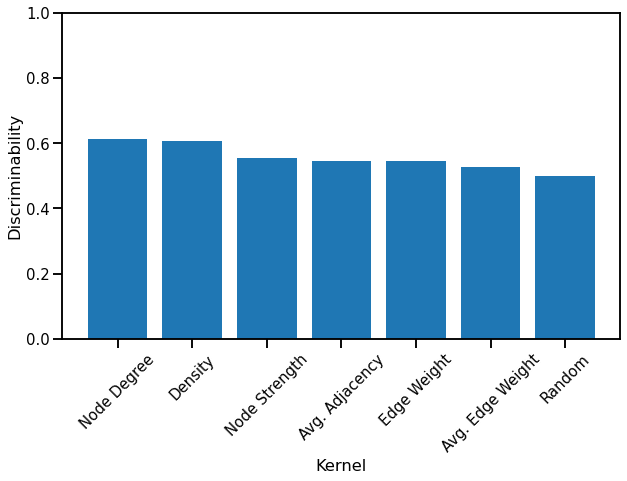 1.0
0.8
0.6
0.4
0.2
0.0
Discriminability
Node Degree
Density
Node Strength
Avg. Adjacency
Edge Weight
Avg. Edge Weight
Random
Kernel